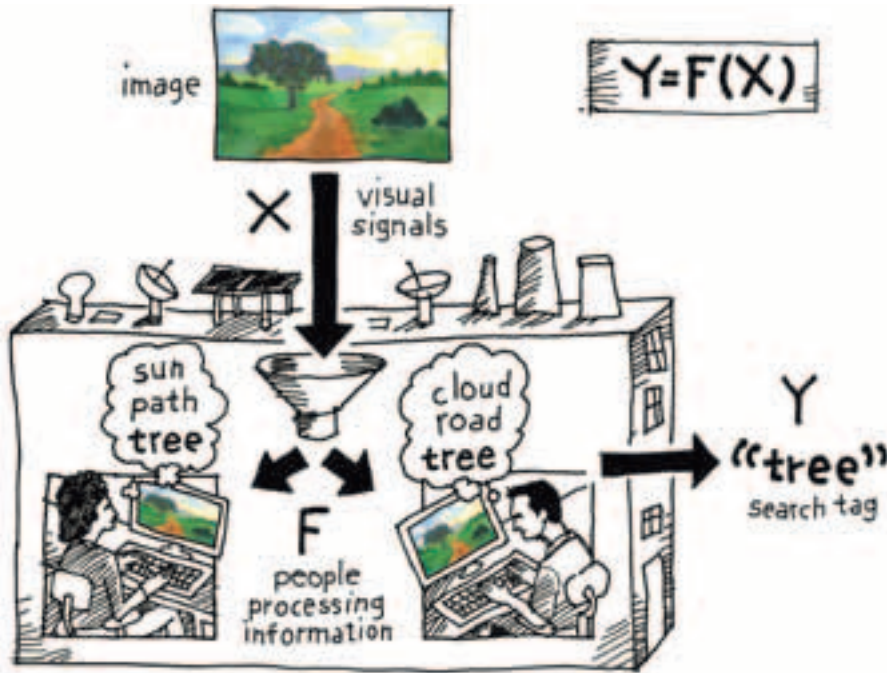 image
Y=F(X)
X
visual
signals
sun
path
tree
cloud
road
tree
F
people
processing
information
Y
“tree”
search tag